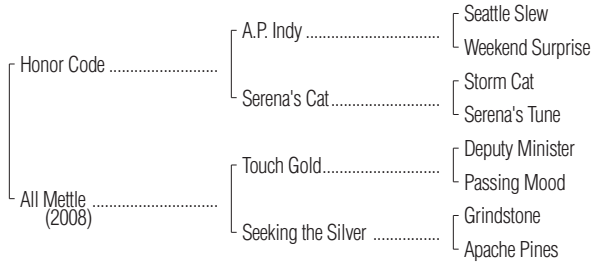 Seattle Slew
A.P. Indy
Weekend Surprise
Honor Code
Storm Cat
Serena's Cat
Serena's Tune
Deputy Minister
Touch Gold
Passing Mood
All Mettle
(2008)
Grindstone
Seeking the Silver
Apache Pines